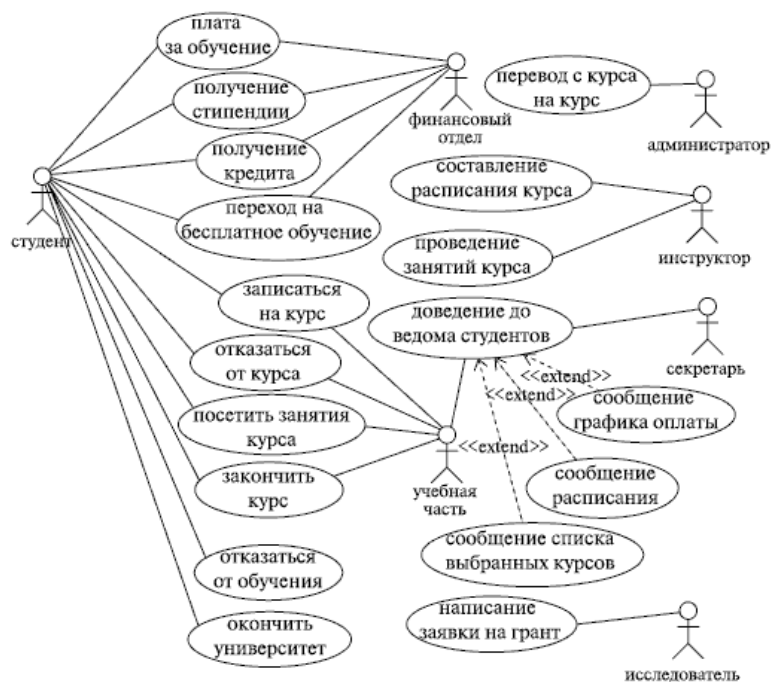 плата
за обучение
получение
стипендии
получение
кредита
переход на
бесплатное обучение
студент
финансовый
отдел
перевод с курса
на курс
администратор
составление
расписания курса
проведение
занятий курса
инструктор
записаться
на курс
отказаться
от курса
посетить занятия
курса
закончить
курс
отказаться
от обучения
окончить
университет
доведение до
ведома студентов
секретарь
<<extend>>
<<extend>>
<<extend>>
сообщение
графика оплаты
учебная
часть
сообщение
расписания
сообщение списка
выбранных курсов
написание
заявки на грант
исследователь